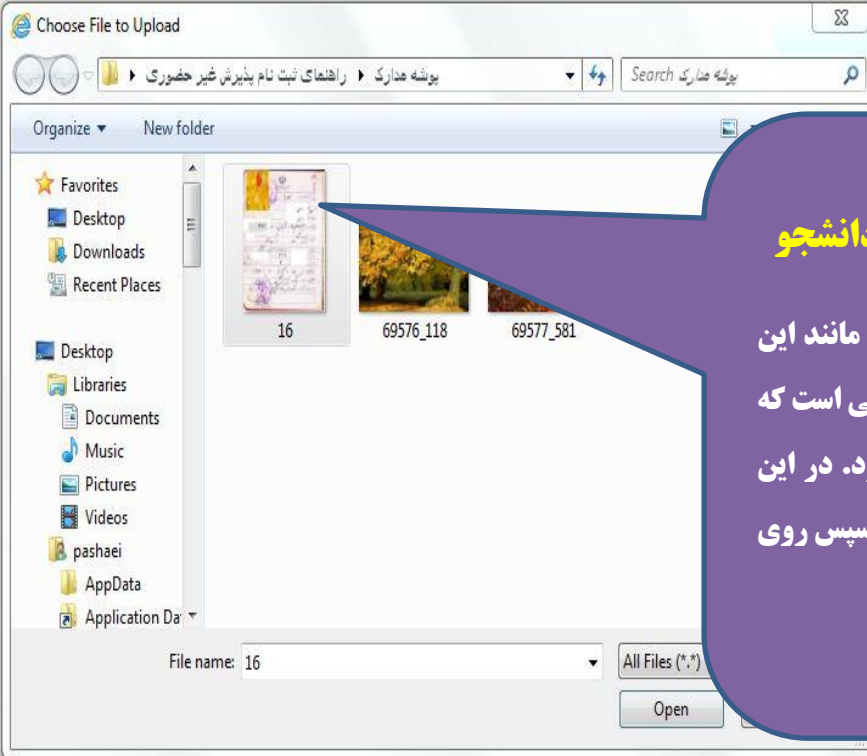 Choose File to Upload
پوشه مدارک ◄ راهنمای ثبت نام پذیرش غیر حضوری ◄
Search پوشه مدارک
Organize ▾ New folder
Favorites
Desktop
Downloads
Recent Places
Desktop
Libraries
Documents
Music
Pictures
Videos
pashaei
AppData
Application Da
16
69576_118
69577_581
دانشجو
مانند این
ی است که
د. در این
سپس روی
File name: 16
All Files (*.*)
Open